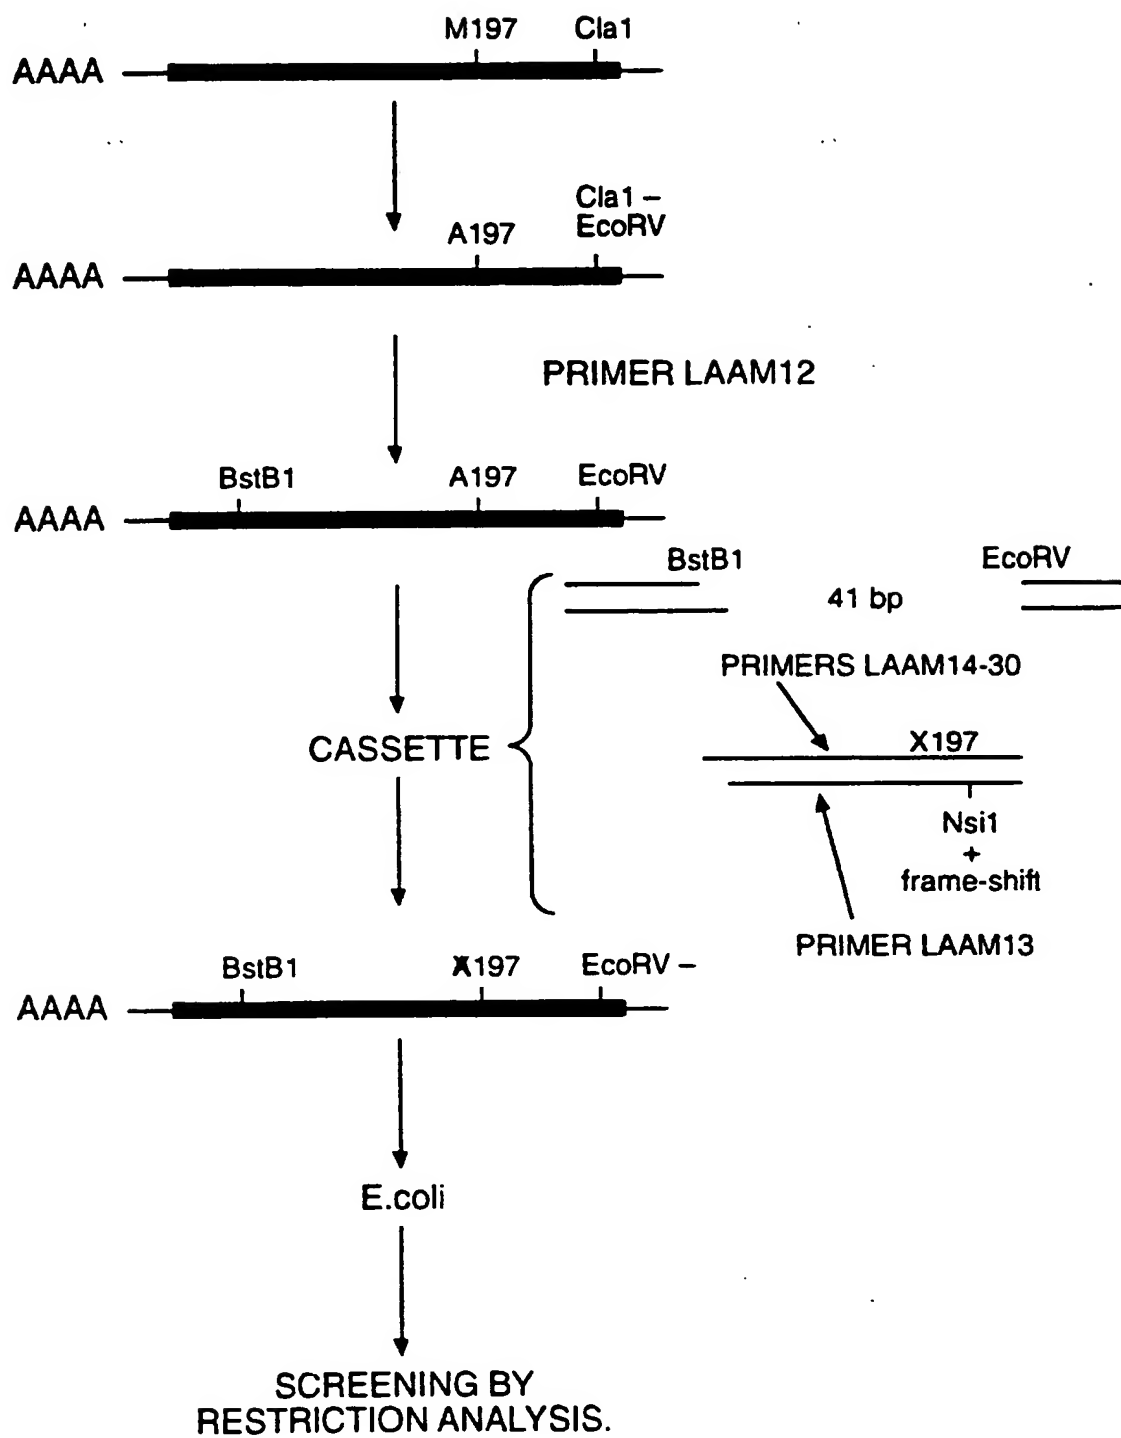 M197 Cla1
AAAA
Cla1 –
EcoRV
A197
AAAA
PRIMER LAAM12
BstB1 A197 EcoRV
AAAA
BstB1 EcoRV
41 bp
PRIMERS LAAM14-30
X197
CASSETTE
Nsi1
+
frame-shift
PRIMER LAAM13
BstB1 X197 EcoRV –
AAAA
E.coli
SCREENING BY
RESTRICTION ANALYSIS.